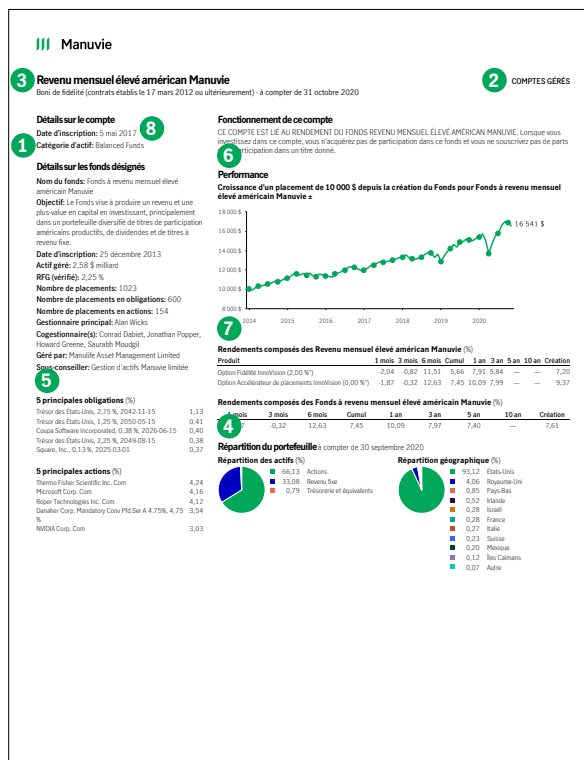 Manuvie
3 Revenu mensuel élevé américan Manuvie
2 COMPTES GÉRÉS
Boni de fidélité (contrats établis le 17 mars 2012 ou ultérieurement) · à compter de 31 octobre 2020
Détails sur le compte
Date d'inscription: 5 mai 2017
8
1 Catégorie d'actif: Balanced Funds
Détails sur les fonds désignés
Nom du fonds: Fonds à revenu mensuel élevé
américain Manuvie
Objectif: Le Fonds vise à produire un revenu et une
plus-value en capital en investissant, principalement
dans un portefeuille diversifié de titres de participation
américains productifs, de dividendes et de titres à
revenu fixe.
Date d'inscription: 25 décembre 2013
Actif géré: 2,58 $ milliard
RFG (vérifié): 2,25 %
Nombre de placements: 1023
Nombre de placements en obligations: 600
Nombre de placements en actions: 154
Gestionnaire principal: Alan Wicks
Cogestionnaire(s): Conrad Dabiet, Jonathan Popper,
Howard Greene, Saurabh Moudgil
Géré par: Manulife Asset Management Limited
Sous-conseiller: Gestion d'actifs Manuvie limitée
5
5 principales obligations (%)
Trésor des États-Unis, 2,75 %, 2042-11-15 1,13
Trésor des États-Unis, 1,25 %, 2050-05-15 0,41
Coupa Software Incorporated, 0,38 %, 2026-06-15 0,40
Trésor des États-Unis, 2,25 %, 2049-08-15 0,38
Square, Inc., 0,13 %, 2025-03-01 0,37
5 principales actions (%)
Thermo Fisher Scientific Inc. Com 4,24
Microsoft Corp. Com 4,16
Roper Technologies Inc. Com 4,12
Danaher Corp. Mandatory Conv Pfd Ser A 4.75%, 4,75 3,54
%
NVIDIA Corp. Com 3,03
Fonctionnement de ce compte
CE COMPTE EST LIÉ AU RENDEMENT DU FONDS REVENU MENSUEL ÉLEVÉ AMÉRICAN MANUVIE. Lorsque vous
investissez dans ce compte, vous n'acquérez pas de participation dans ce fonds et vous ne souscrivez pas de parts
participation dans un titre donné.
6
Performance
Croissance d'un placement de 10 000 $ depuis la création du Fonds pour Fonds à revenu mensuel
élevé américain Manuvie ±
18 000 $
16 541 $
16 000 $
14 000 $
12 000 $
10 000 $
8 000 $
2014 2015 2016 2017 2018 2019 2020
7
Rendements composés des Revenu mensuel élevé américan Manuvie (%)
Produit 1 mois 3 mois 6 mois Cumul 1 an 3 an 5 an 10 an Création
Option Fidélité InnoVision (2,00 %*) -2,04 -0,82 11,51 5,66 7,91 5,84 — — 7,20
Option Accélérateur de placements InnoVision (0,00 %*) -1,87 -0,32 12,63 7,45 10,09 7,99 — — 9,37
Rendements composés des Fonds à revenu mensuel élevé américain Manuvie (%)
mois 3 mois 6 mois Cumul 1 an 3 an 5 an 10 an Création
4 -0,32 12,63 7,45 10,09 7,97 7,40 — 7,61
Répartition du portefeuille à compter de 30 septembre 2020
Répartition des actifs (%)
66,13 Actions
33,08 Revenu fixe
0,79 Trésorerie et équivalents
Répartition géographique (%)
93,12 États-Unis
4,06 Royaume-Uni
0,85 Pays-Bas
0,52 Irlande
0,28 Israël
0,28 France
0,27 Italie
0,23 Suisse
0,20 Mexique
0,12 Îles Caïmans
0,07 Autre